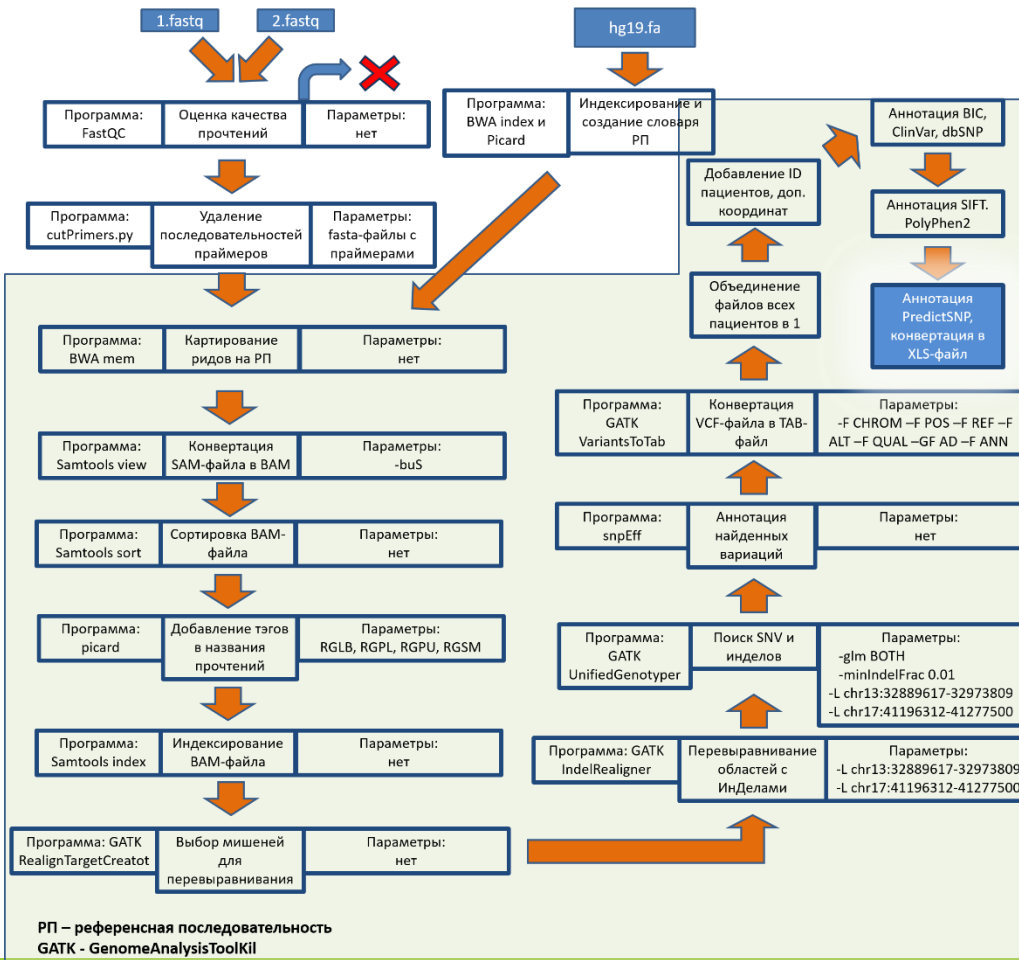 1.fastq
2.fastq
hg19.fa
Программа:
FastQC
Оценка качества
прочтений
Параметры:
нет
Программа:
BWA index и
Picard
Индексирование и
создание словаря
РП
Программа:
cutPrimers.py
Удаление
последовательностей
праймеров
Параметры:
fasta-файлы с
праймерами
Программа:
BWA mem
Картирование
ридов на РП
Параметры:
нет
Программа:
Samtools view
Конвертация
SAM-файла в BAM
Параметры:
-buS
Программа:
Samtools sort
Сортировка BAM-
файла
Параметры:
нет
Программа:
picard
Добавление тэгов
в названия
прочтений
Параметры:
RGLB, RGPL, RGPU, RGSM
Программа:
Samtools index
Индексирование
BAM-файла
Параметры:
нет
Программа: GATK
RealignTargetCreatot
Выбор мишеней
для
перевыравнивания
Параметры:
нет
Программа: GATK
IndelRealigner
Перевыравнивание
областей с
ИнДелами
Параметры:
-L chr13:32889617-32973809
-L chr17:41196312-41277500
Программа:
GATK
UnifiedGenotyper
Поиск SNV и
инделов
Параметры:
-glm BOTH
-minIndelFrac 0.01
-L chr13:32889617-32973809
-L chr17:41196312-41277500
Программа:
snpEff
Аннотация
найденных
вариаций
Параметры:
нет
Программа:
GATK
VariantsToTab
Конвертация
VCF-файла в TAB-
файл
Параметры:
-F CHROM –F POS –F REF –F
ALT –F QUAL –GF AD –F ANN
Объединение
файлов всех
пациентов в 1
Добавление ID
пациентов, доп.
координат
Аннотация BIC,
ClinVar, dbSNP
Аннотация SIFT.
PolyPhen2
Аннотация
PredictSNP,
конвертация в
XLS-файл
РП – референсная последовательность
GATK - GenomeAnalysisToolKil